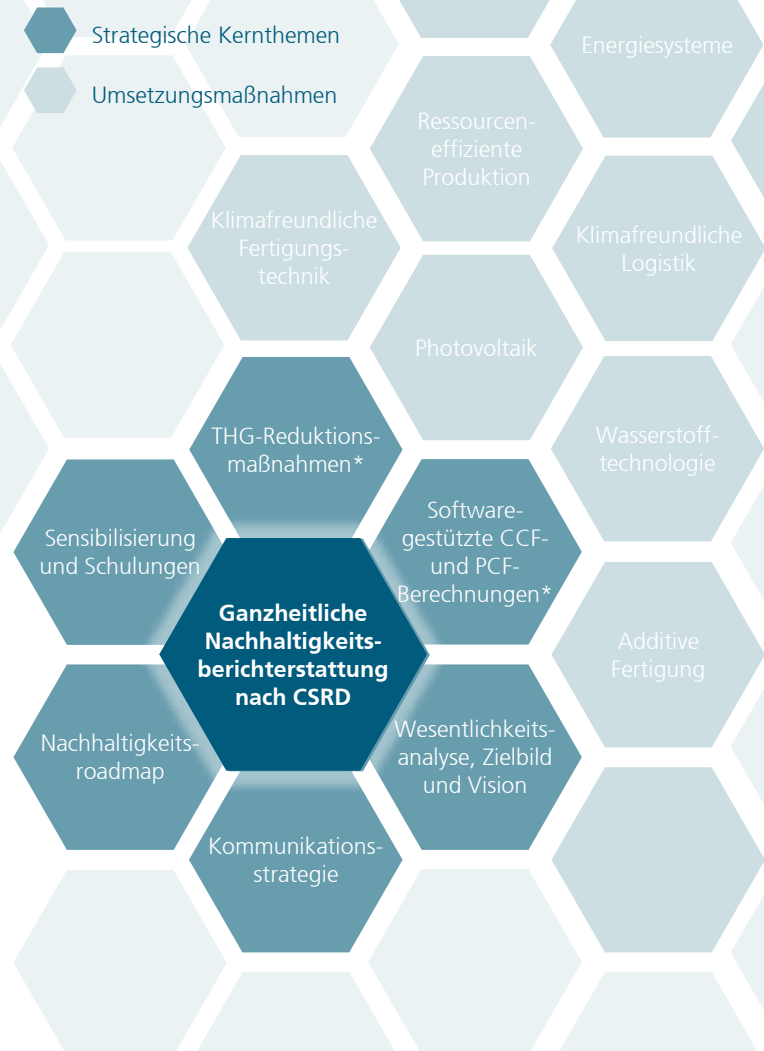 Strategische Kernthemen
Umsetzungsmaßnahmen
Energiesysteme
Ressourcen-
effiziente
Produktion
Klimafreundliche
Fertigungs-
technik
Klimafreundliche
Logistik
Photovoltaik
THG-Reduktions-
maßnahmen*
Wasserstoff-
technologie
Sensibilisierung
und Schulungen
Software-
gestützte CCF-
und PCF-
Berechnungen*
Ganzheitliche
Nachhaltigkeits-
berichterstattung
nach CSRD
Additive
Fertigung
Nachhaltigkeits-
roadmap
Wesentlichkeits-
analyse, Zielbild
und Vision
Kommunikations-
strategie